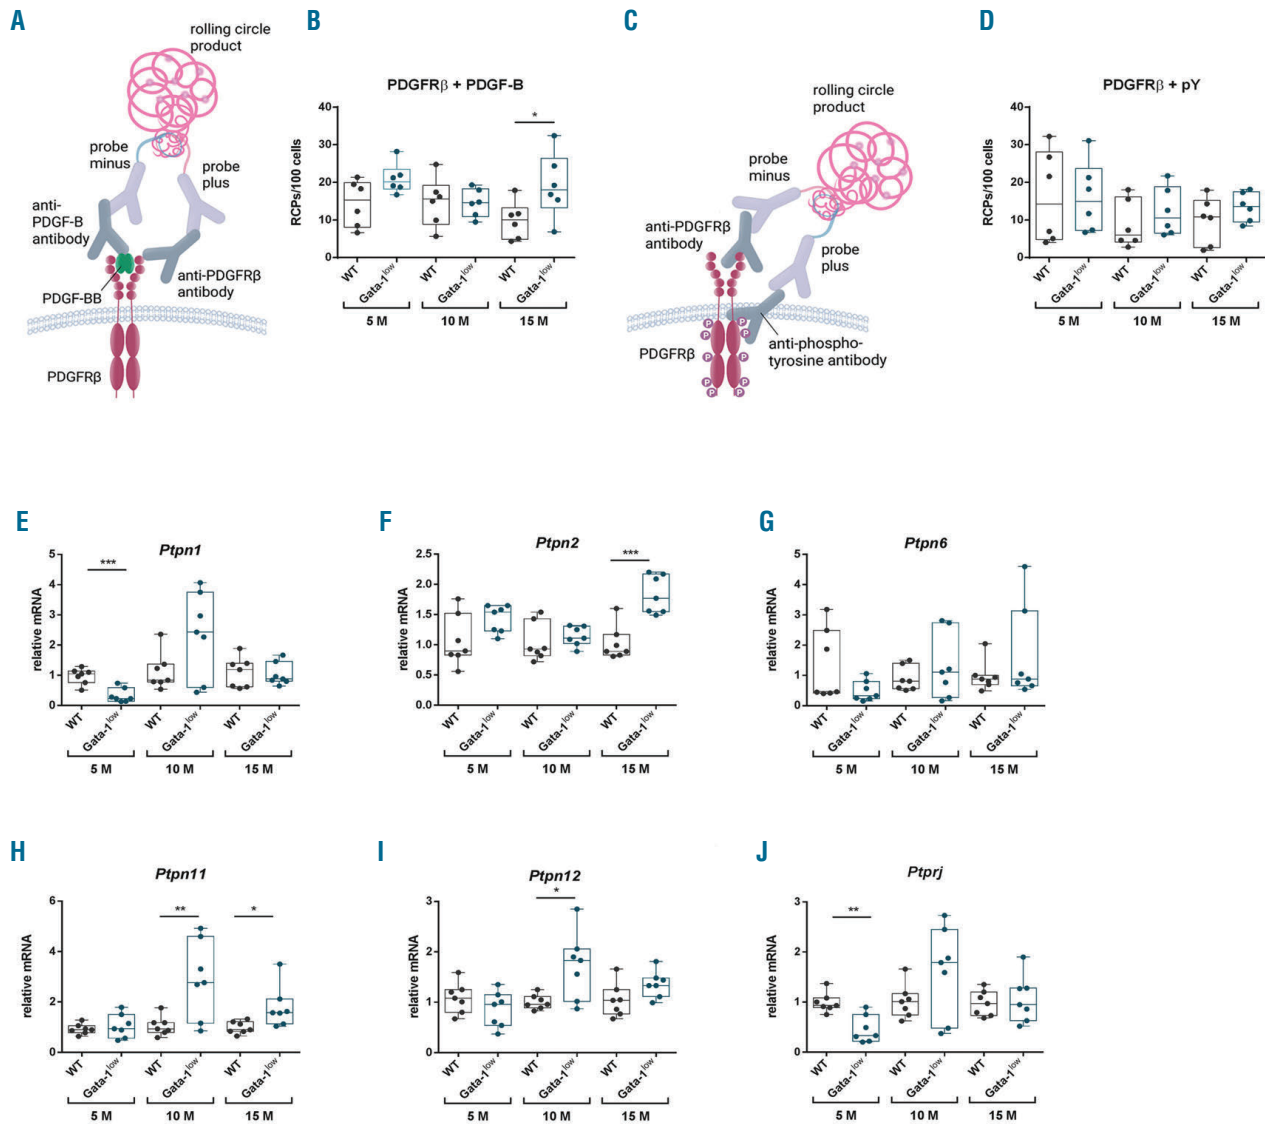 A
rolling circle
product
probe
minus
probe
plus
anti-
PDGF-B
antibody
anti-PDGFRβ
antibody
PDGF-BB
PDGFRβ
B
PDGFRβ + PDGF-B
RCPs/100 cells
40
30
20
10
0
*
WT
Gata-1low
WT
Gata-1low
WT
Gata-1low
5 M
10 M
15 M
C
rolling circle
product
probe
minus
anti-PDGFRβ
antibody
probe
plus
PDGFRβ
anti-phospho-
tyrosine antibody
P
P
P
P
P
P
P
P
D
PDGFRβ + pY
RCPs/100 cells
40
30
20
10
0
WT
Gata-1low
WT
Gata-1low
WT
Gata-1low
5 M
10 M
15 M
E
Ptpn1
relative mRNA
5
4
3
2
1
0
***
WT
Gata-1low
WT
Gata-1low
WT
Gata-1low
5 M
10 M
15 M
F
Ptpn2
relative mRNA
2.5
2.0
1.5
1.0
0.5
0.0
***
WT
Gata-1low
WT
Gata-1low
WT
Gata-1low
5 M
10 M
15 M
G
Ptpn6
relative mRNA
5
4
3
2
1
0
WT
Gata-1low
WT
Gata-1low
WT
Gata-1low
5 M
10 M
15 M
H
Ptpn11
relative mRNA
6
4
2
0
**
*
WT
Gata-1low
WT
Gata-1low
WT
Gata-1low
5 M
10 M
15 M
I
Ptpn12
relative mRNA
3
2
1
0
*
WT
Gata-1low
WT
Gata-1low
WT
Gata-1low
5 M
10 M
15 M
J
Ptprj
relative mRNA
3
2
1
0
**
WT
Gata-1low
WT
Gata-1low
WT
Gata-1low
5 M
10 M
15 M